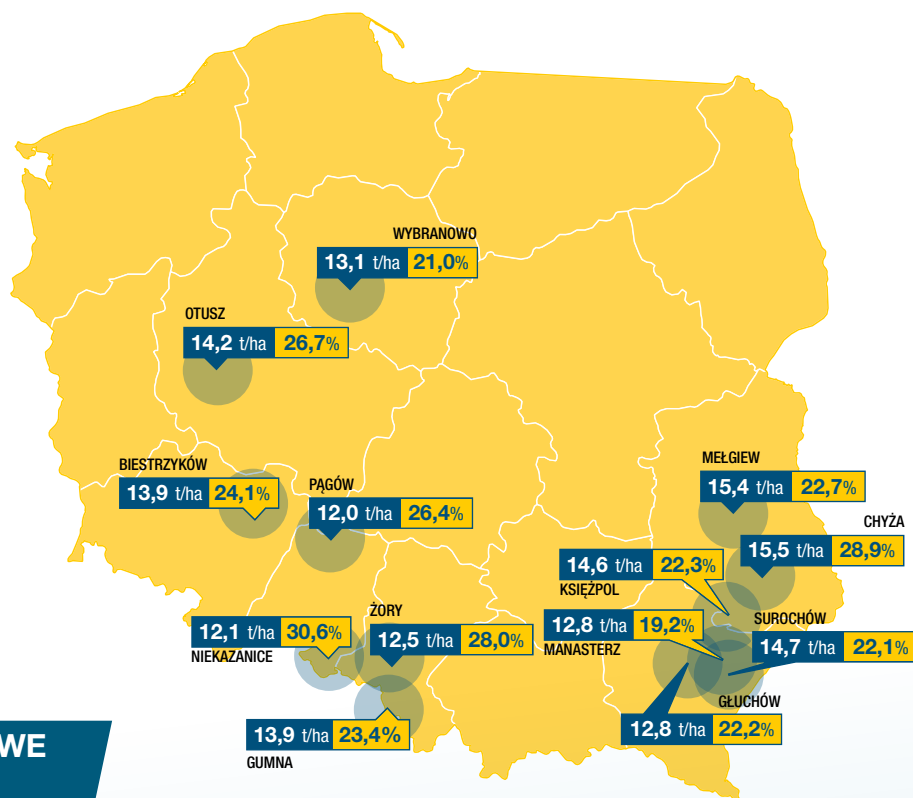 WYBRANOWO
13,1 t/ha 21,0%
OTUSZ
14,2 t/ha 26,7%
BIESTRZYKÓW
13,9 t/ha 24,1%
PĄGÓW
12,0 t/ha 26,4%
MEŁGIEW
15,4 t/ha 22,7%
CHYŻA
15,5 t/ha 28,9%
14,6 t/ha 22,3%
KSIĘŻPOL
ŻORY
12,5 t/ha 28,0%
12,1 t/ha 30,6%
NIEKAZANICE
12,8 t/ha 19,2%
MANASTERZ
SUROCHÓW
14,7 t/ha 22,1%
GŁUCHÓW
12,8 t/ha 22,2%
13,9 t/ha 23,4%
GUMNA
WE